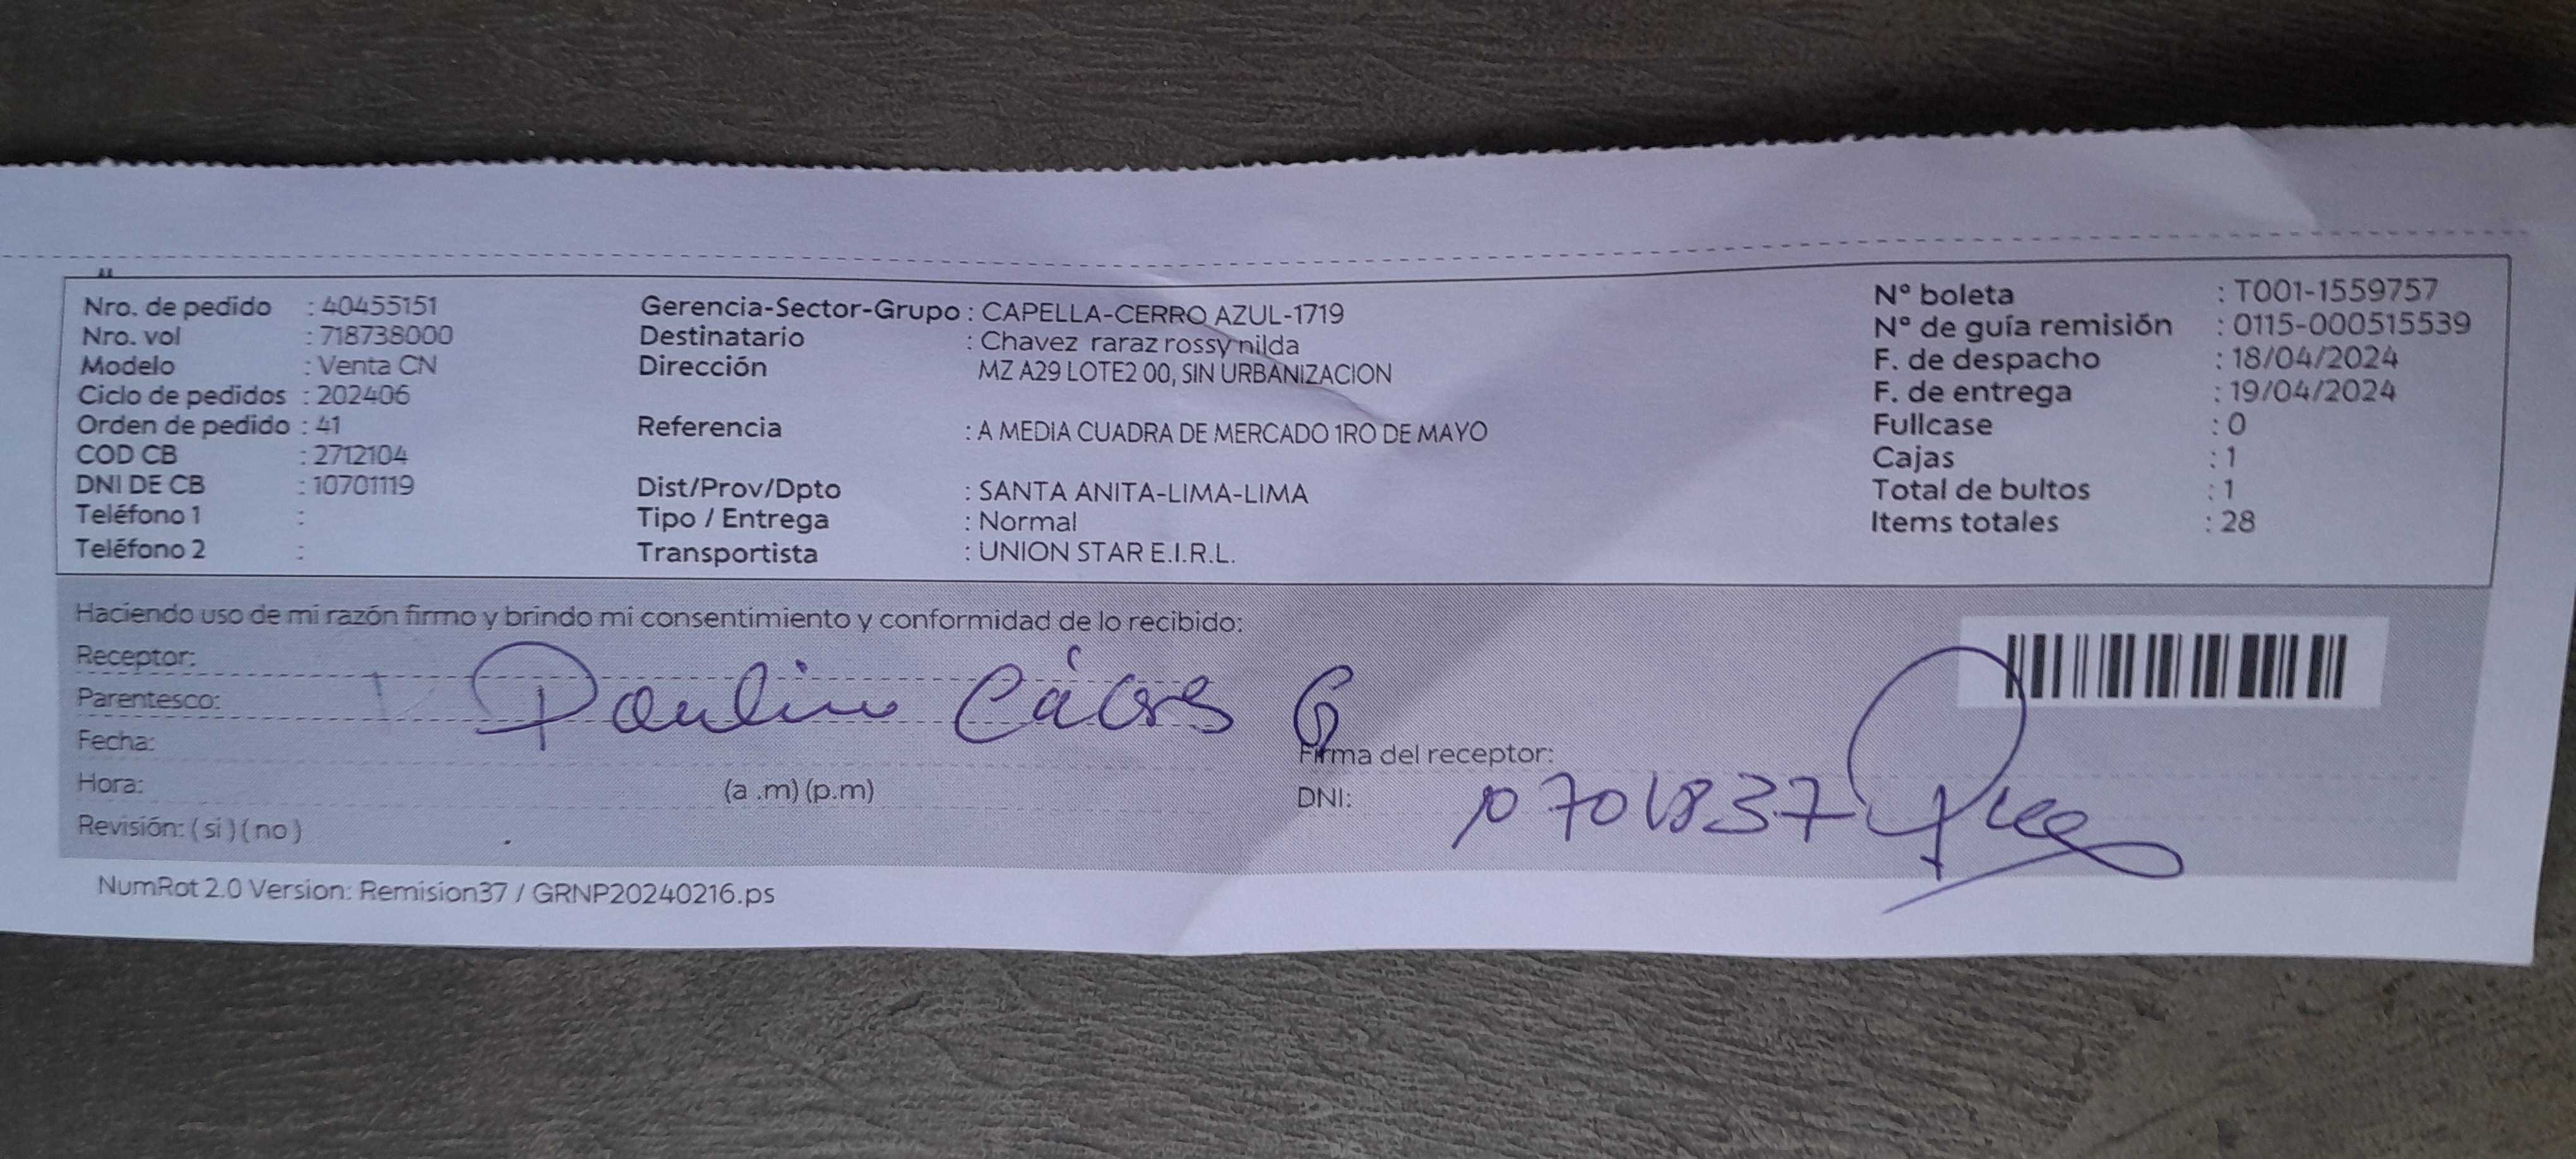 Nro. de pedido : 40455151
Nro. vol : 718738000
Modelo : Venta CN
Ciclo de pedidos : 202406
Orden de pedido : 41
COD CB : 2712104
DNI DE CB : 10701119
Teléfono 1 :
Teléfono 2 :
Gerencia-Sector-Grupo : CAPELLA-CERRO AZUL-1719
Destinatario : Chavez raraz rossy nilda
Dirección MZ A29 LOTE2 00, SIN URBANIZACION
Referencia : A MEDIA CUADRA DE MERCADO 1RO DE MAYO
Dist/Prov/Dpto : SANTA ANITA-LIMA-LIMA
Tipo / Entrega : Normal
Transportista : UNION STAR E.I.R.L.
N° boleta : T001-1559757
N° de guía remisión : 0115-000515539
F. de despacho : 18/04/2024
F. de entrega : 19/04/2024
Fullcase : 0
Cajas : 1
Total de bultos : 1
Items totales : 28
Haciendo uso de mi razón firmo y brindo mi consentimiento y conformidad de lo recibido:
Receptor:
Paulino
Parentesco:
Fecha:
Hora: (a .m) (p.m)
Revisión: ( si ) ( no )
Firma del receptor:
DNI:
NumRot 2.0 Version: Remision37 / GRNP20240216.ps